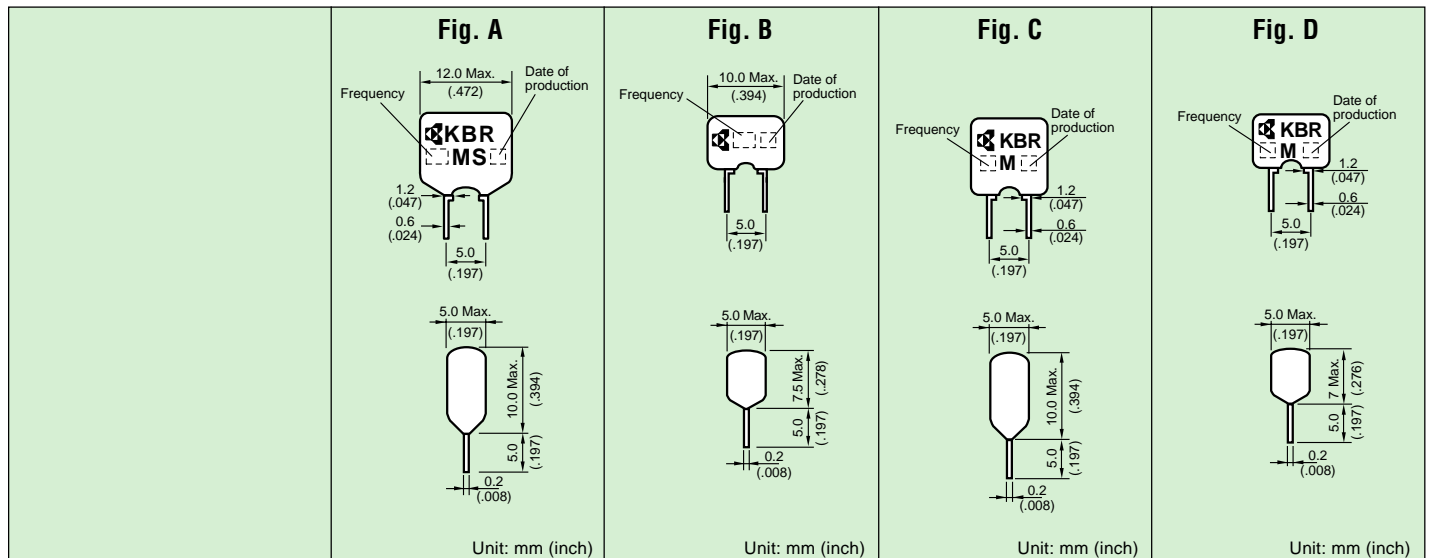 Fig. A
12.0 Max.
(.472)
Frequency
Date of
production
KBR
MS
1.2
(.047)
0.6
(.024)
5.0
(.197)
5.0 Max.
(.197)
10.0 Max.
(.394)
5.0
(.197)
0.2
(.008)
Unit: mm (inch)
Fig. B
10.0 Max.
(.394)
Frequency
Date of
production
5.0
(.197)
5.0 Max.
(.197)
7.5 Max.
(.278)
5.0
(.197)
0.2
(.008)
Unit: mm (inch)
Fig. C
Frequency
Date of
production
KBR
M
1.2
(.047)
0.6
(.024)
5.0
(.197)
5.0 Max.
(.197)
10.0 Max.
(.394)
5.0
(.197)
0.2
(.008)
Unit: mm (inch)
Fig. D
Frequency
Date of
production
KBR
M
1.2
(.047)
0.6
(.024)
5.0
(.197)
5.0 Max.
(.197)
7 Max.
(.276)
5.0
(.197)
0.2
(.008)
Unit: mm (inch)